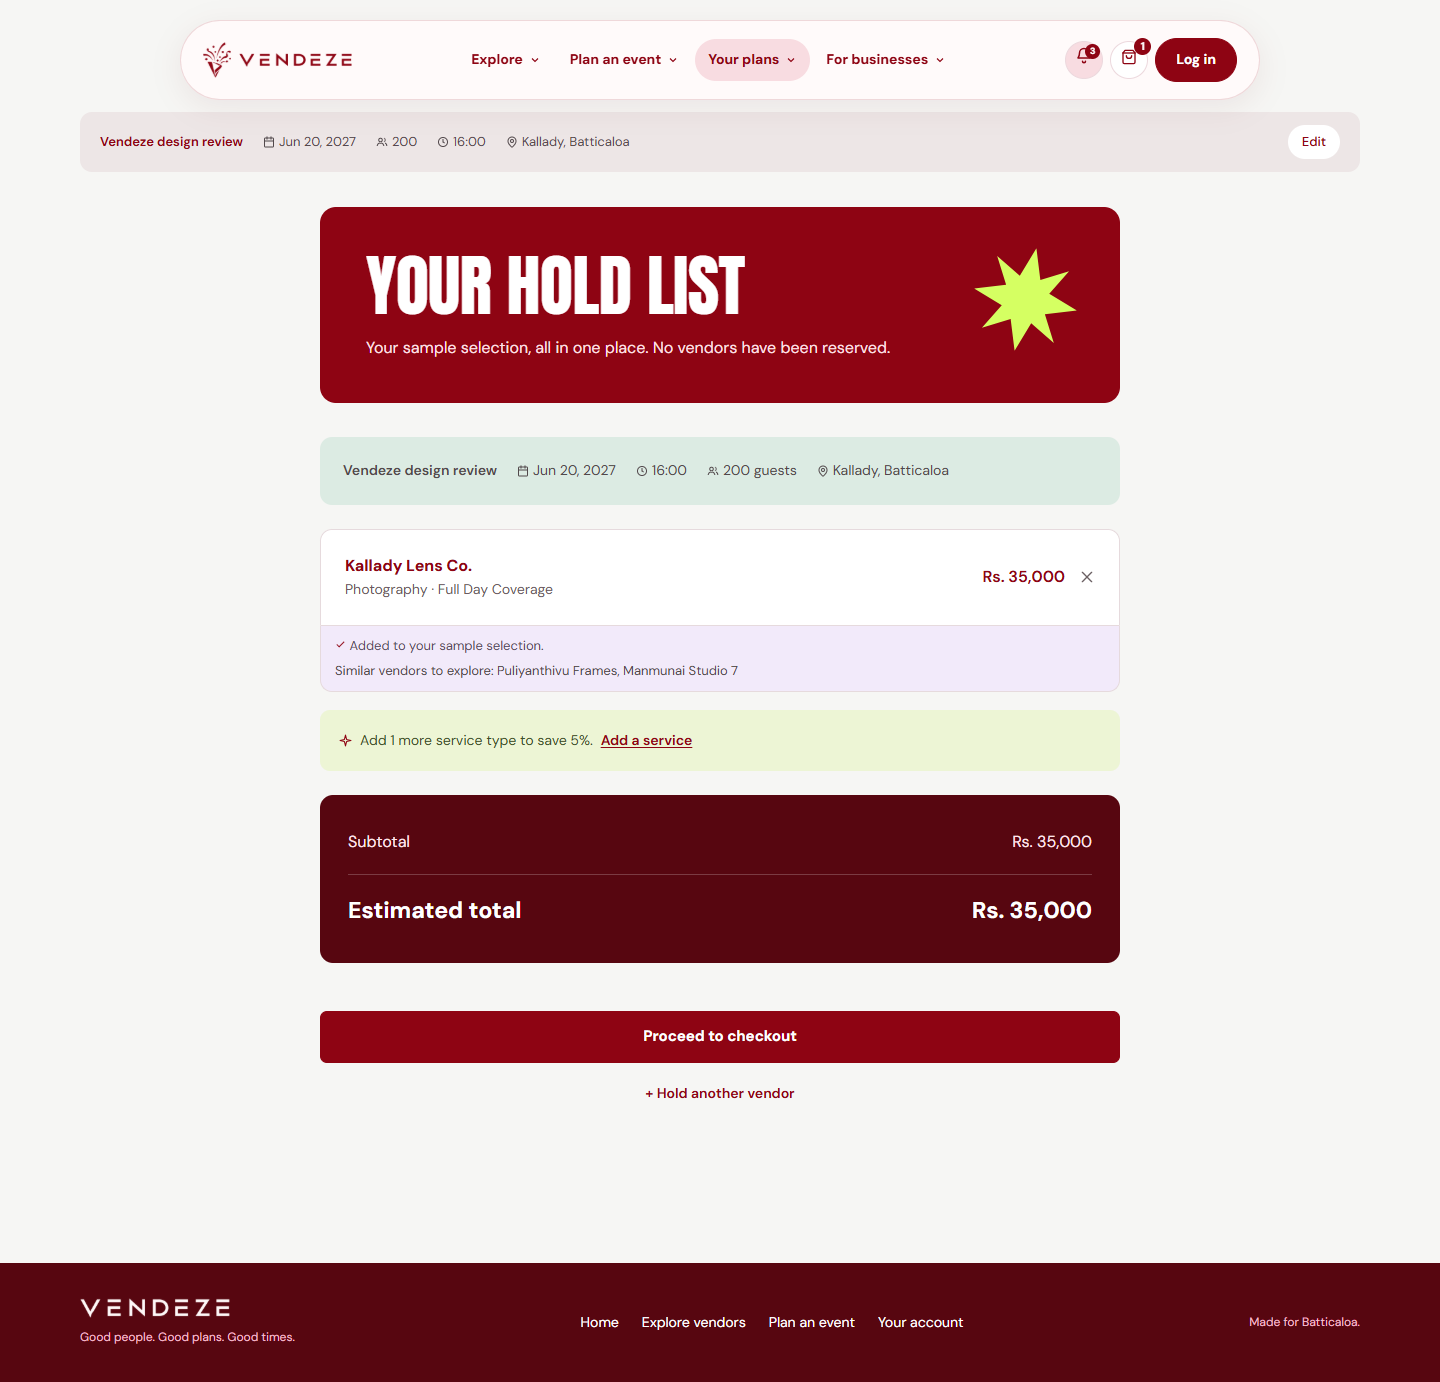 VENDEZE
Explore
Plan an event
Your plans
For businesses
3
1
Log in
Vendeze design review
Jun 20, 2027
200
16:00
Kallady, Batticaloa
Edit
YOUR HOLD LIST
Your sample selection, all in one place. No vendors have been reserved.
Vendeze design review
Jun 20, 2027
16:00
200 guests
Kallady, Batticaloa
Kallady Lens Co.
Photography · Full Day Coverage
Rs. 35,000
Added to your sample selection.
Similar vendors to explore: Puliyanthivu Frames, Manmunai Studio 7
Add 1 more service type to save 5%. Add a service
Subtotal
Rs. 35,000
Estimated total
Rs. 35,000
Proceed to checkout
+ Hold another vendor
VENDEZE
Good people. Good plans. Good times.
Home
Explore vendors
Plan an event
Your account
Made for Batticaloa.